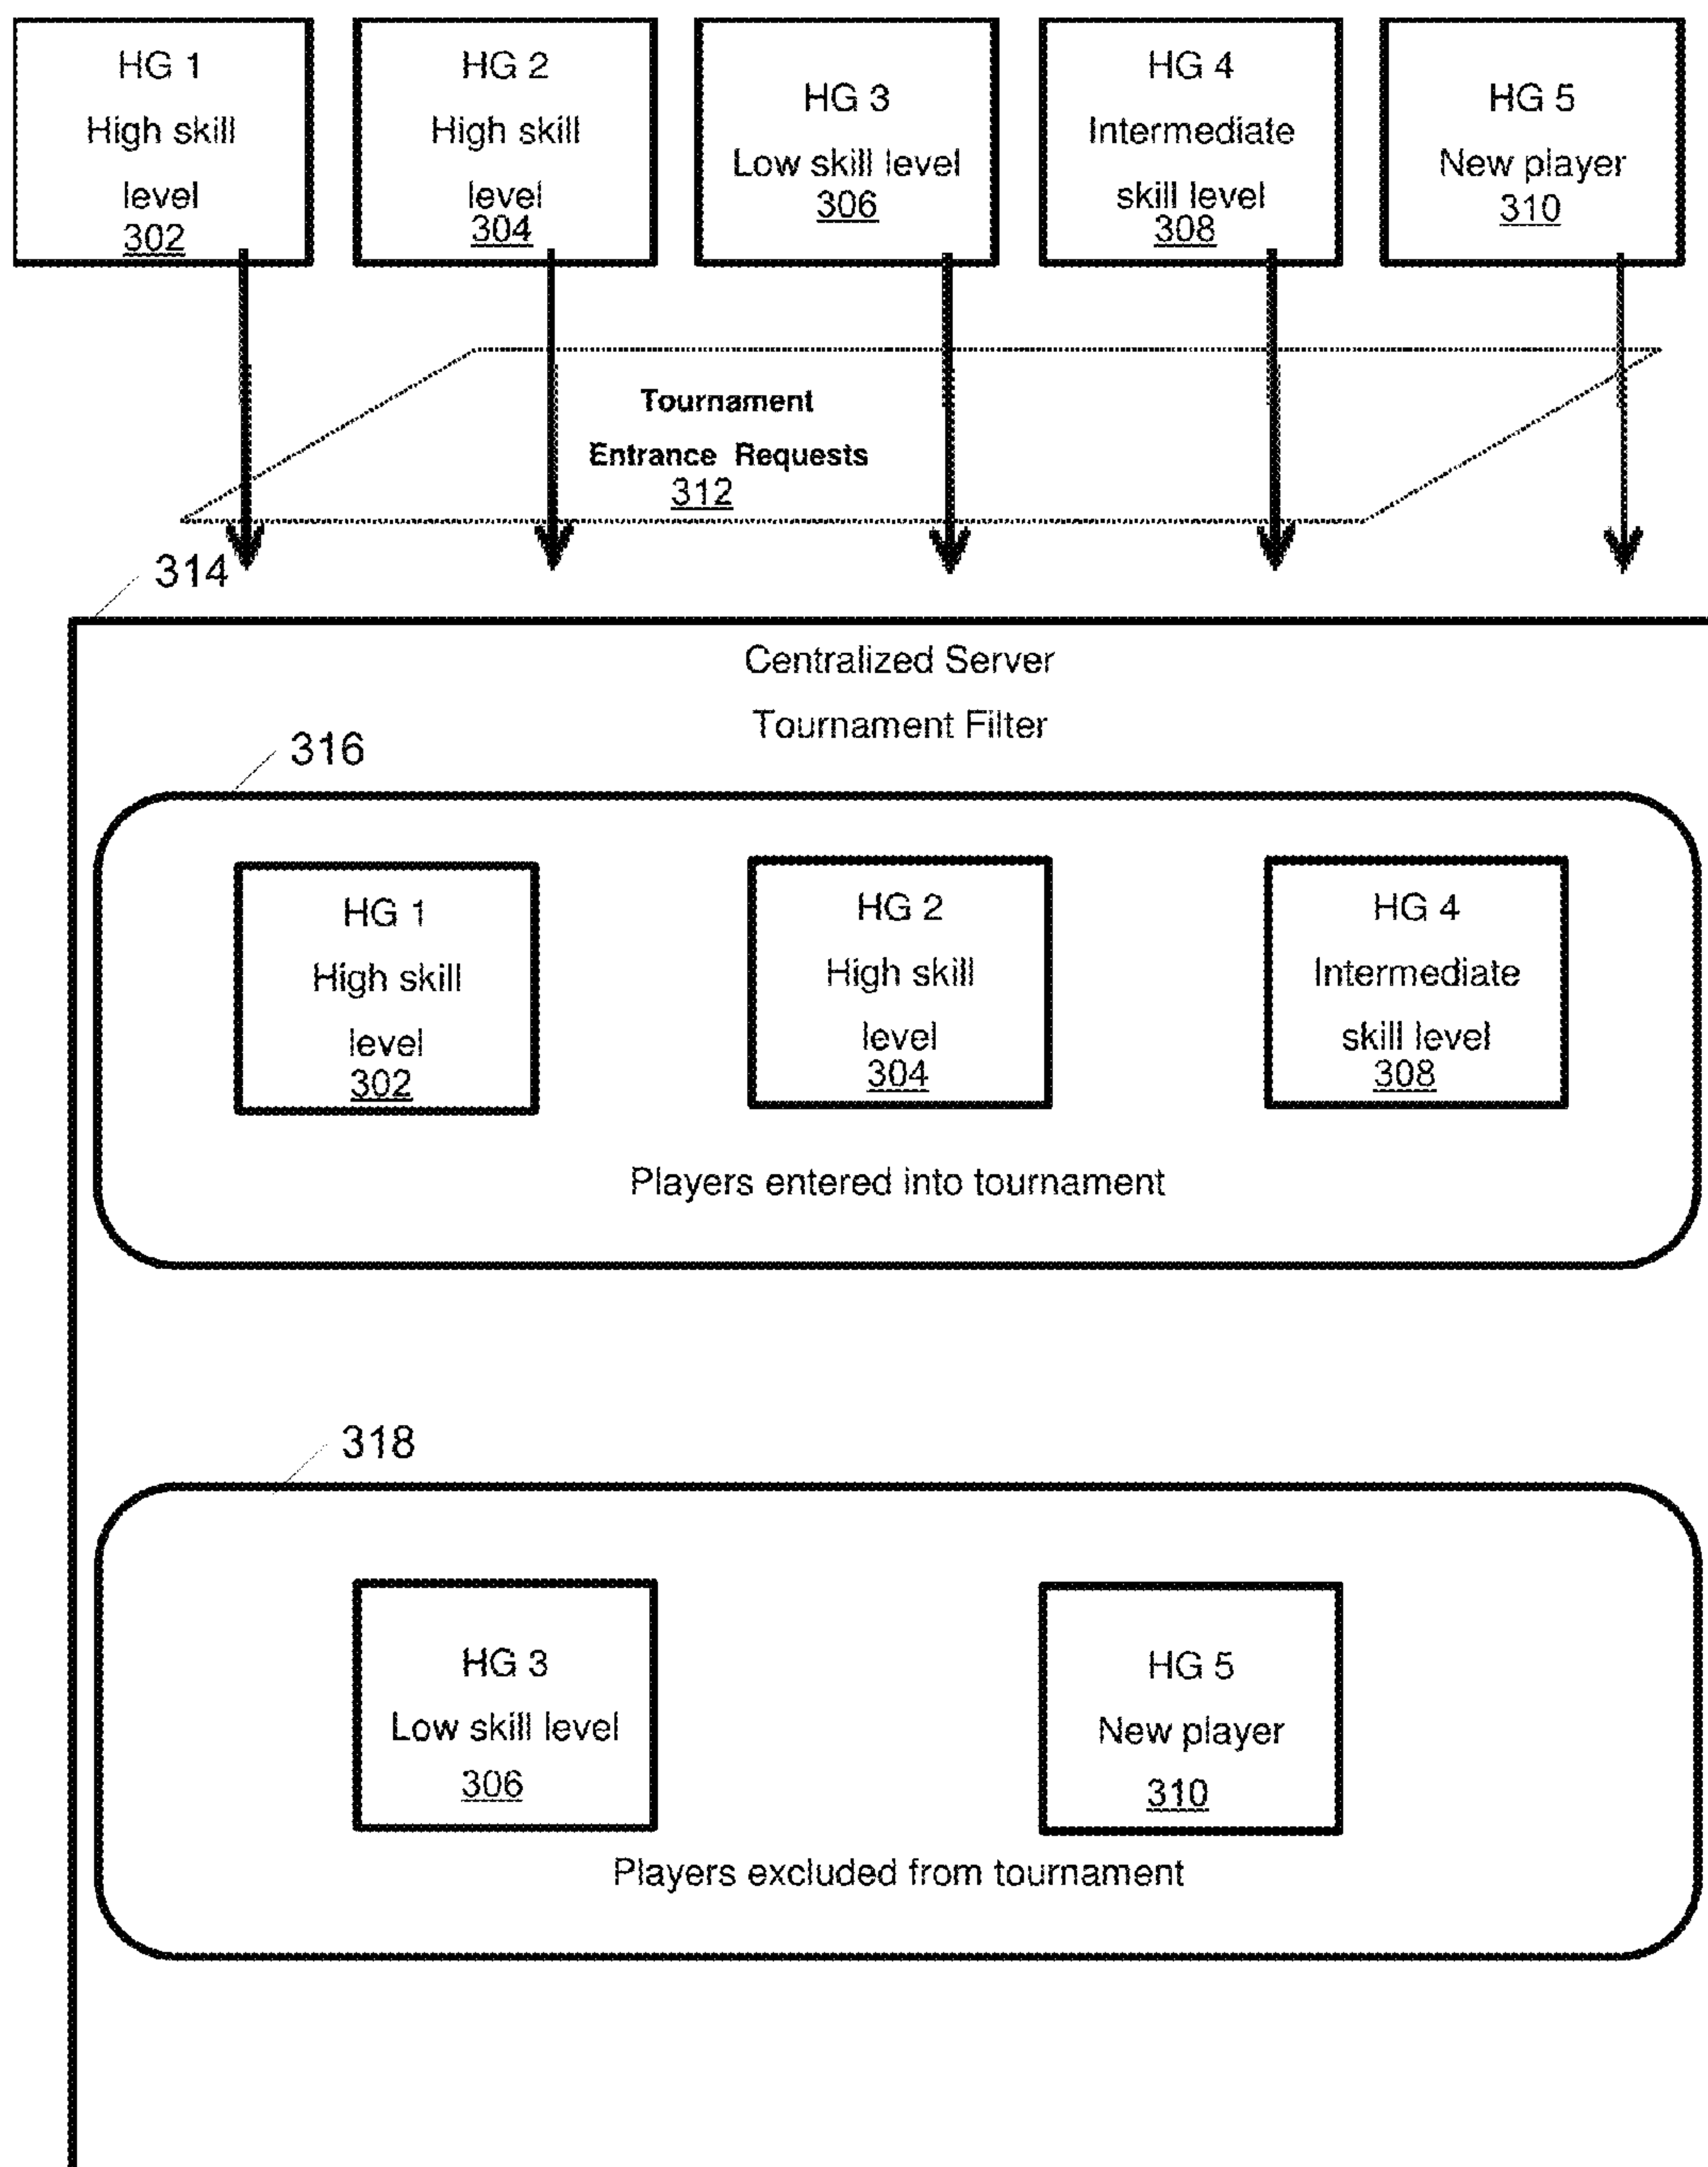 HG 1
High skill
level
302
HG 2
High skill
level
304
HG 3
Low skill level
306
HG 4
Intermediate
skill level
308
HG 5
New player
310
Tournament
Entrance Requests
312
314
Centralized Server
Tournament Filter
316
HG 1
High skill
level
302
HG 2
High skill
level
304
HG 4
Intermediate
skill level
308
Players entered into tournament
318
HG 3
Low skill level
306
HG 5
New player
310
Players excluded from tournament